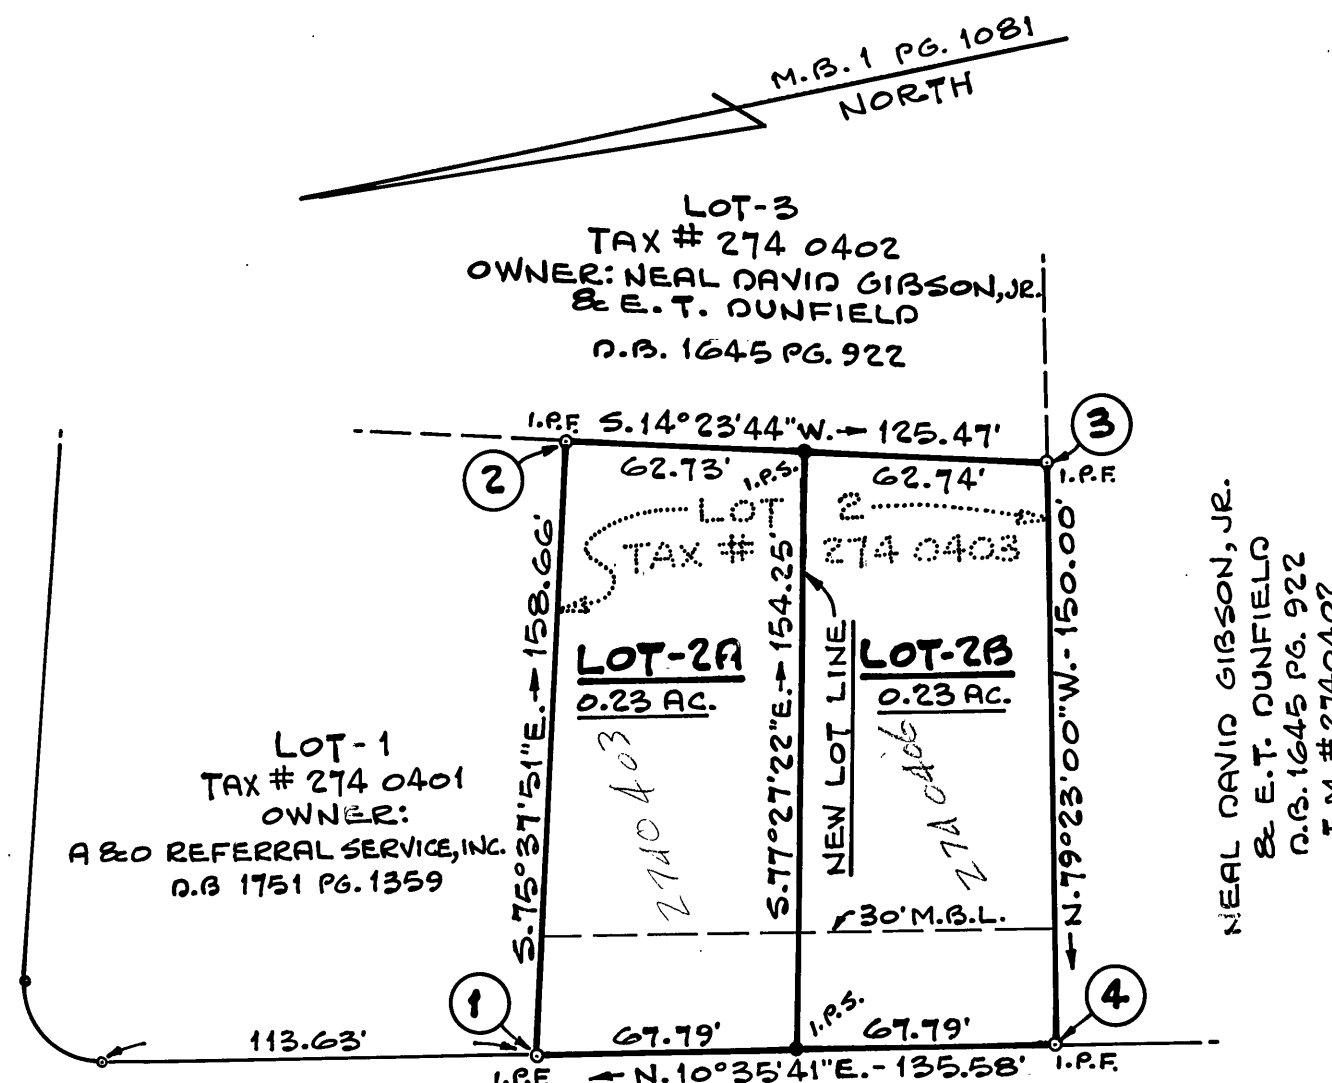 M.B. 1 PG. 1081
NORTH
LOT-3
TAX # 274 0402
OWNER: NEAL DAVID GIBSON, JR.
& E. T. DUNFIELD
D.B. 1645 PG. 922
I.P.F. S. 14°23'44" W. → 125.47'
3
2
62.73'
I.P.S.
62.74'
I.P.F.
LOT 2
TAX # 274 0403
S. 75°37'51" E. → 158.66'
S. 77°27'22" E. → 154.25'
NEW LOT LINE
← N. 79°23'00" W. - 150.00'
LOT-2A
0.23 AC.
2740403
LOT-2B
0.23 AC.
2740406
NEAL DAVID GIBSON, JR.
& E.T. DUNFIELD
D.B. 1645 PG. 922
LOT-1
TAX # 274 0401
OWNER:
A & O REFERRAL SERVICE, INC.
D.B 1751 PG. 1359
30' M.B.L.
1
4
113.63'
67.79'
I.P.S.
67.79'
I.P.F.
← N. 10°35'41" E. - 135.58'
I.P.F.